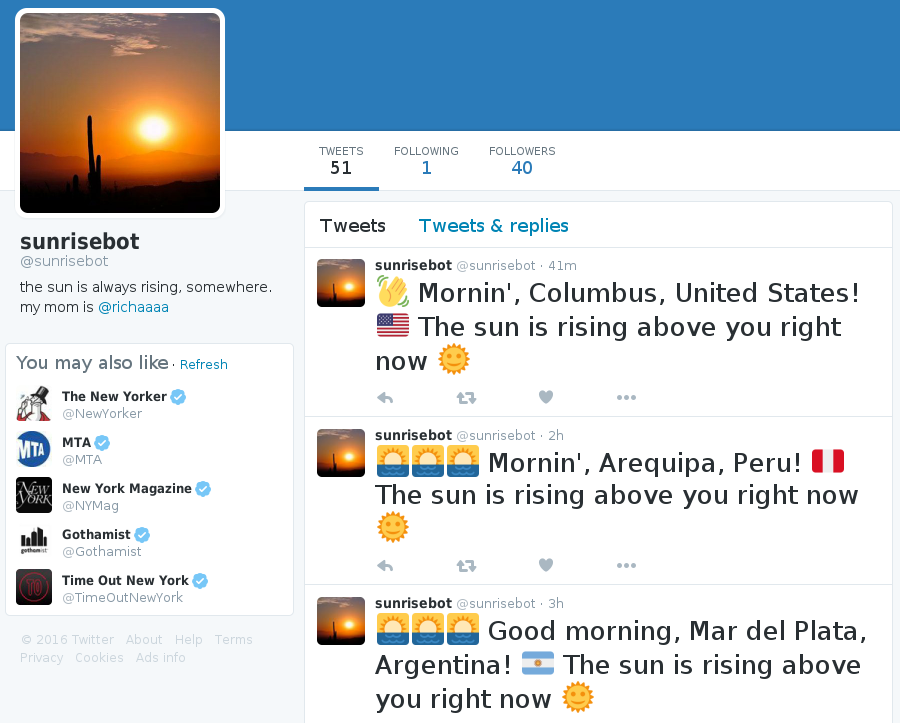 TWEETS FOLLOWING FOLLOWERS
51 1 40
sunrisebot
@sunrisebot
the sun is always rising, somewhere.
my mom is @richaaaa
You may also like · Refresh
The New Yorker
@NewYorker
MTA
MTA
@MTA
NEW YORK
New York Magazine
@NYMag
gothamist
Gothamist
@Gothamist
TO
Time Out New York
@TimeOutNewYork
© 2016 Twitter About Help Terms
Privacy Cookies Ads info
Tweets Tweets & replies
sunrisebot @sunrisebot · 41m
👋 Mornin', Columbus, United States!
🇺🇸 The sun is rising above you right
now 🌞
sunrisebot @sunrisebot · 2h
🌅🌅🌅 Mornin', Arequipa, Peru! 🇵🇪
The sun is rising above you right now
🌞
sunrisebot @sunrisebot · 3h
🌅🌅🌅 Good morning, Mar del Plata,
Argentina! 🇦🇷 The sun is rising above
you right now 🌞